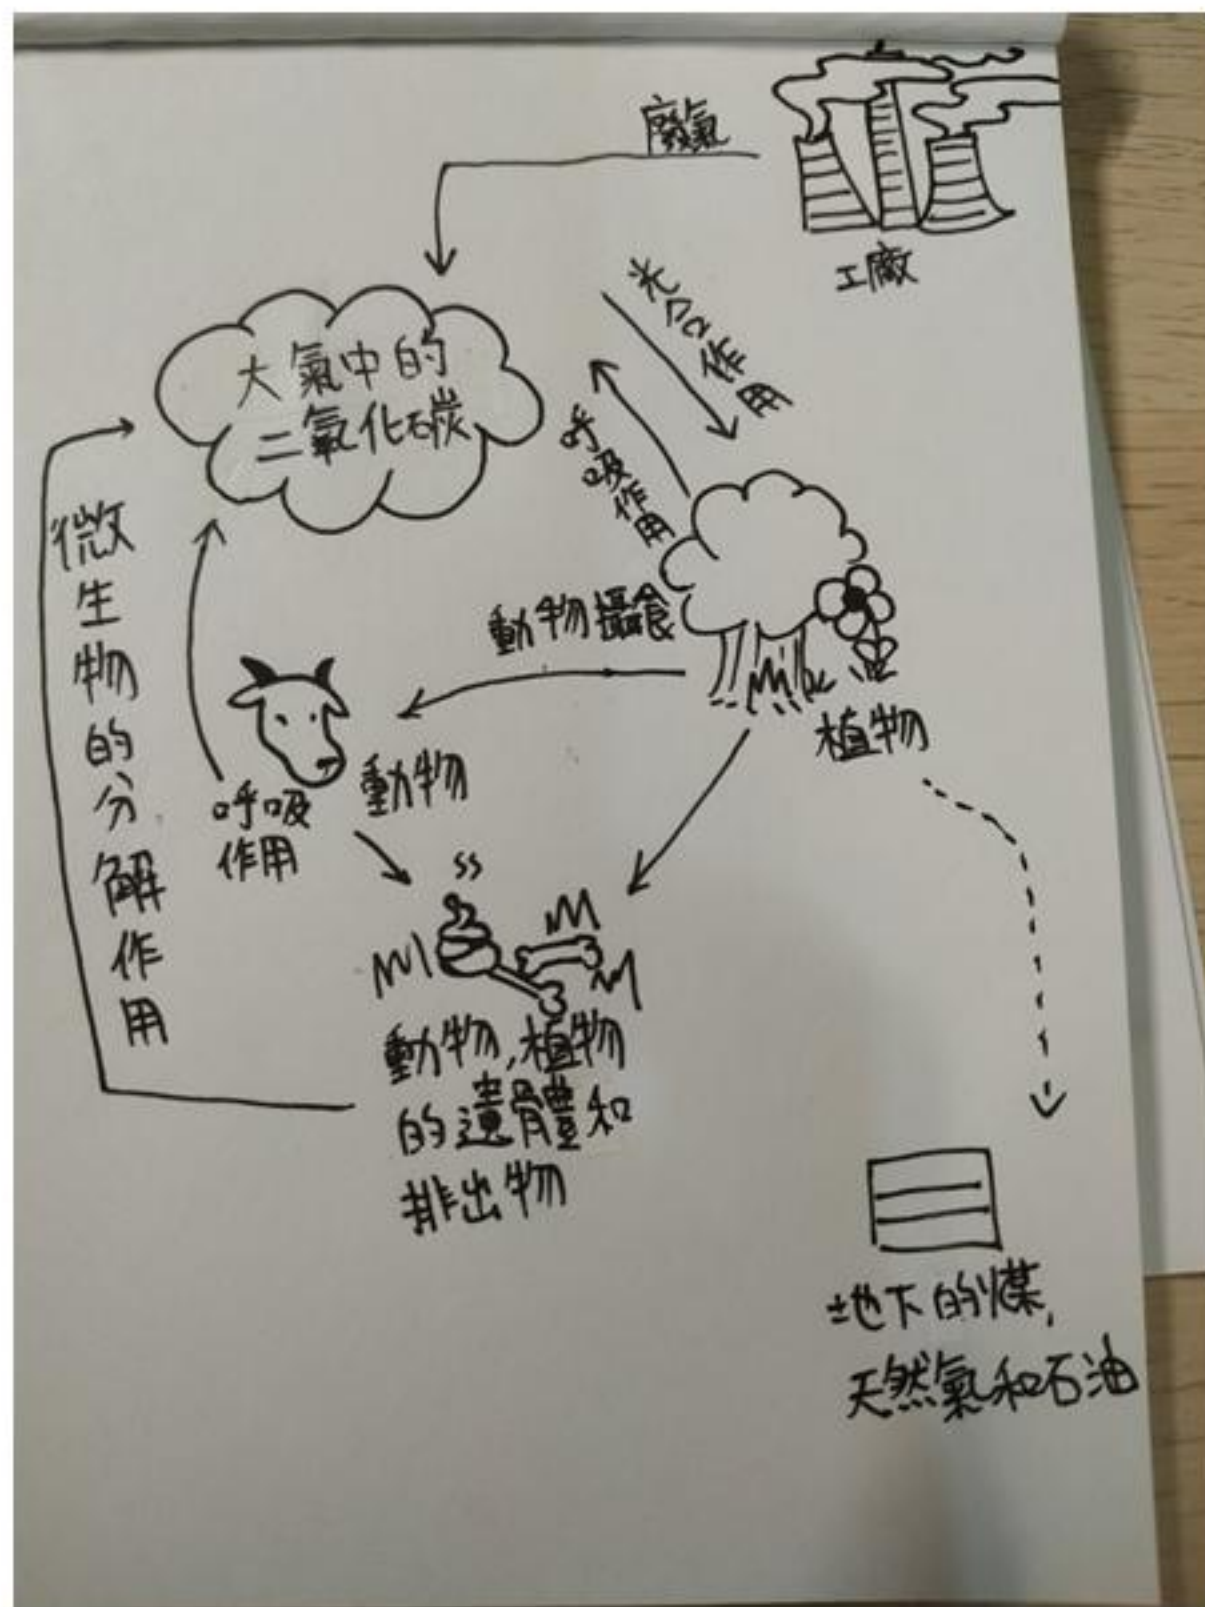 廢氣
工廠
光合作用
大氣中的
二氧化碳
呼吸作用
微生物的分解作用
動物攝食
植物
動物
呼吸
作用
ss
動物,植物
的遺體和
排出物
地下的煤,
天然氣和石油